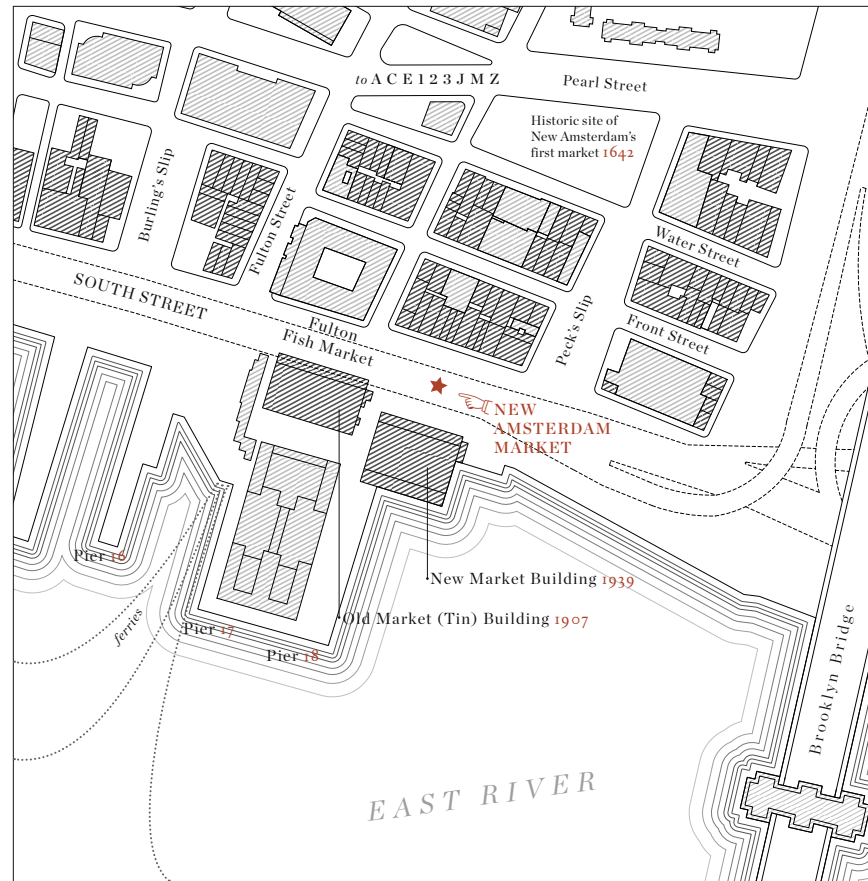 to A C E 1 2 3 J M Z
Pearl Street
Historic site of
New Amsterdam's
first market 1642
Burling's Slip
Fulton Street
Water Street
SOUTH STREET
Fulton
Fish Market
Peck's Slip
Front Street
NEW
AMSTERDAM
MARKET
Pier 16
New Market Building 1939
Old Market (Tin) Building 1907
ferries
Pier 17
Pier 18
Brooklyn Bridge
EAST RIVER